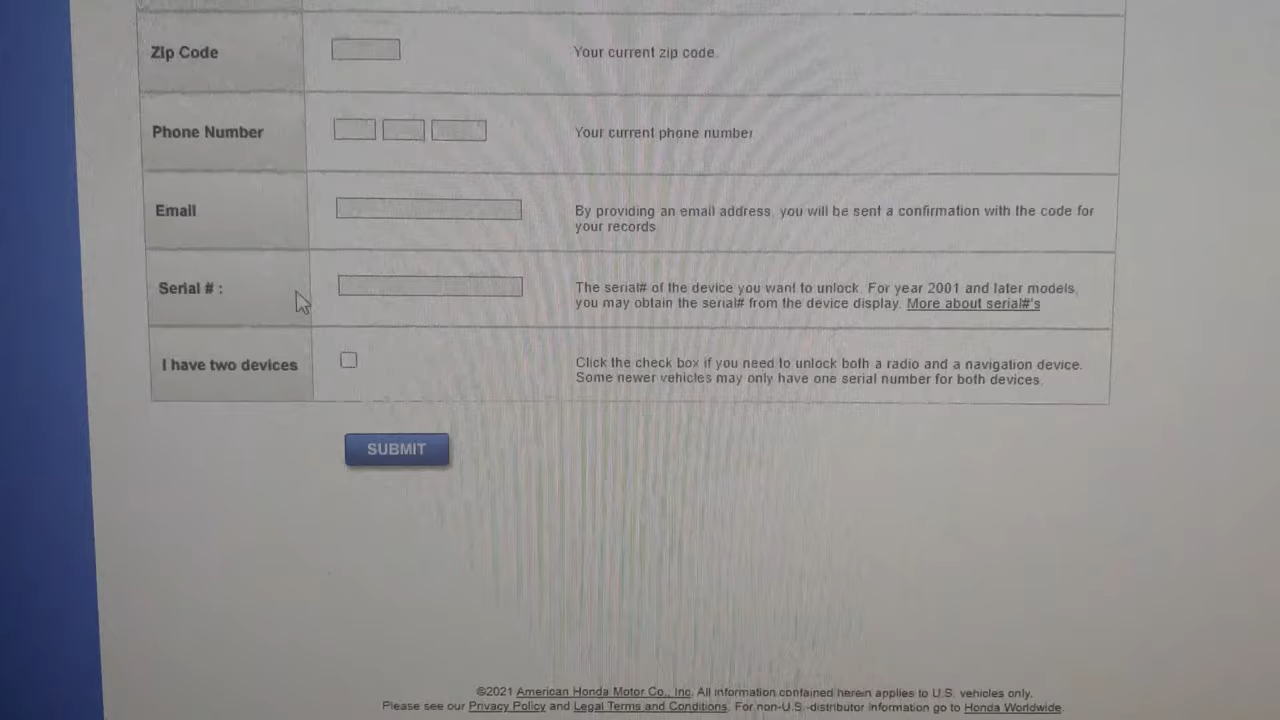 Zip Code
Your current zip code.
Phone Number
Your current phone number
Email
By providing an email address, you will be sent a confirmation with the code for
your records
Serial # :
The serial# of the device you want to unlock. For year 2001 and later models,
you may obtain the serial# from the device display. More about serial#'s
I have two devices
Click the check box if you need to unlock both a radio and a navigation device.
Some newer vehicles may only have one serial number for both devices.
SUBMIT
©2021 American Honda Motor Co., Inc. All information contained herein applies to U.S. vehicles only.
Please see our Privacy Policy and Legal Terms and Conditions. For non-U.S.-distributor information go to Honda Worldwide.